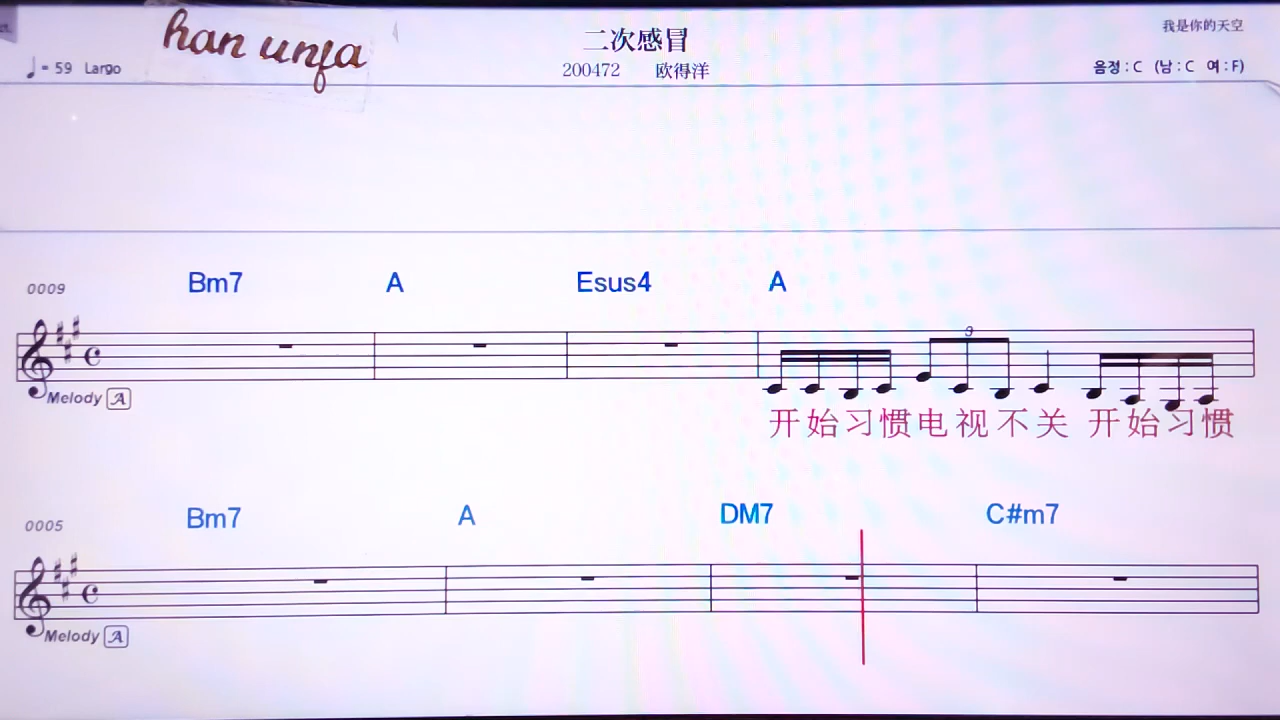 han unfa
二次感冒
我是你的天空
♩= 59 Largo
200472 欧得洋
음정 : C (남 : C 여 : F)
0009 Bm7 A Esus4 A
3
Melody A
开始习惯电视不关 开始习惯
0005 Bm7 A DM7 C#m7
Melody A